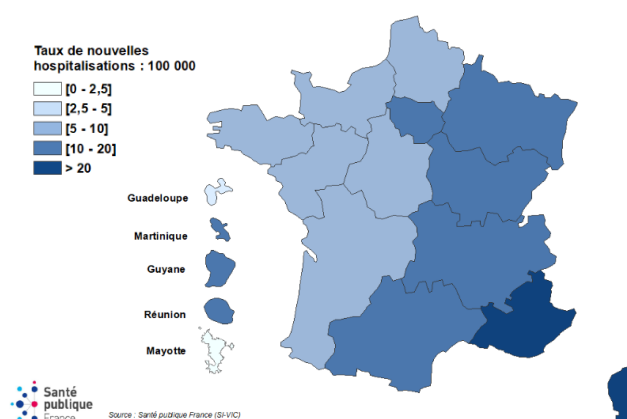 Taux de nouvelles
hospitalisations : 100 000
[0 - 2,5]
[2,5 - 5]
[5 - 10]
[10 - 20]
> 20
Guadeloupe
Martinique
Guyane
Réunion
Mayotte
Santé
publique
France
Source : Santé publique France (SI-VIC)